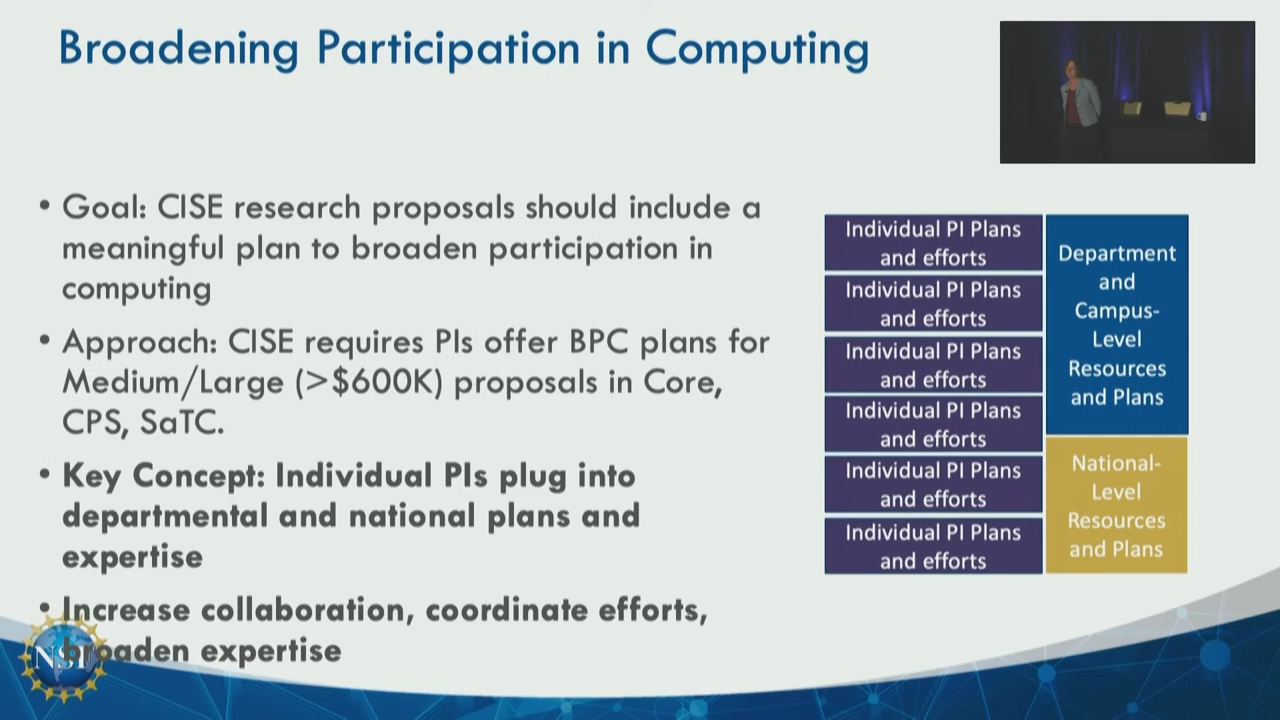 Broadening Participation in Computing
• Goal: CISE research proposals should include a
meaningful plan to broaden participation in
computing
• Approach: CISE requires PIs offer BPC plans for
Medium/Large (>$600K) proposals in Core,
CPS, SaTC.
• Key Concept: Individual PIs plug into
departmental and national plans and
expertise
• Increase collaboration, coordinate efforts,
broaden expertise
NSF
Individual PI Plans
and efforts
Individual PI Plans
and efforts
Individual PI Plans
and efforts
Individual PI Plans
and efforts
Individual PI Plans
and efforts
Individual PI Plans
and efforts
Department
and
Campus-
Level
Resources
and Plans
National-
Level
Resources
and Plans